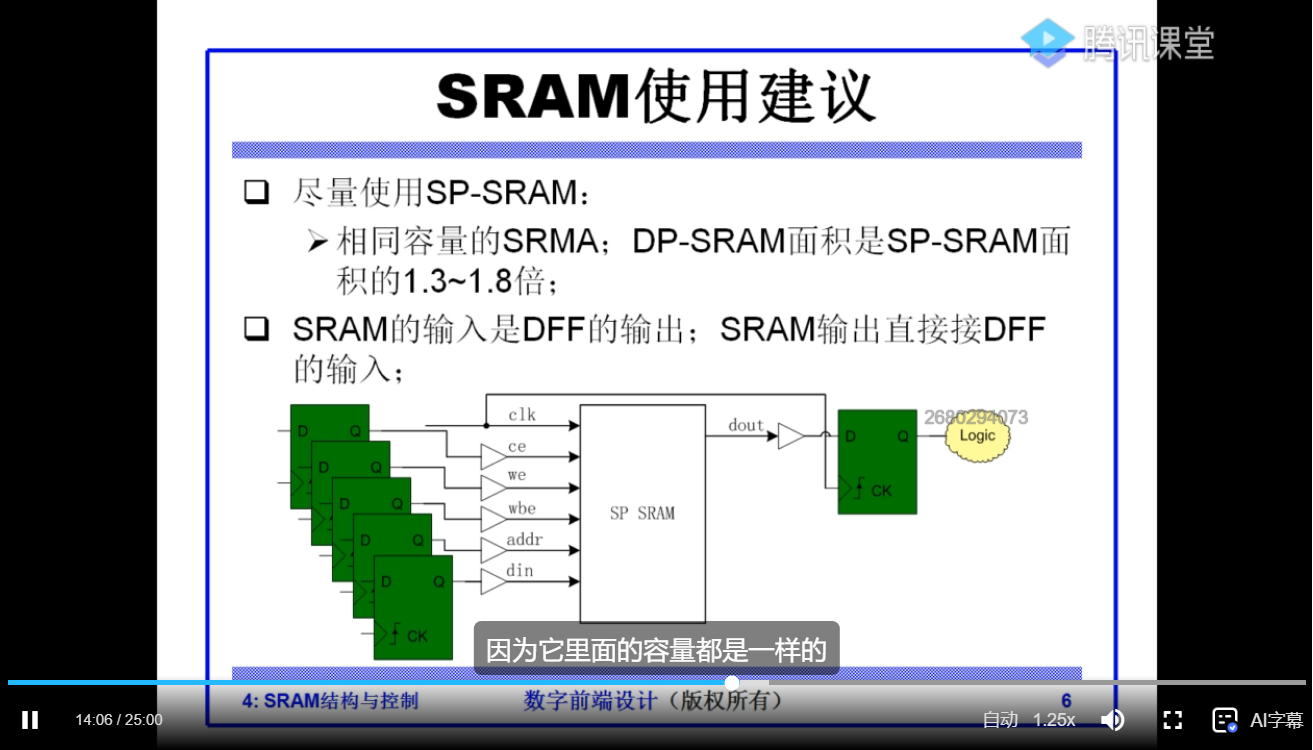 腾讯课堂
SRAM使用建议
尽量使用SP-SRAM：
相同容量的SRMA；DP-SRAM面积是SP-SRAM面
积的1.3~1.8倍；
SRAM的输入是DFF的输出；SRAM输出直接接DFF
的输入；
clk
ce
we
wbe
addr
din
D Q
D Q
D Q
D Q
D Q
CK
SP SRAM
dout
D Q
CK
2680294073
Logic
因为它里面的容量都是一样的
4: SRAM结构与控制 数字前端设计（版权所有） 6
14:06 / 25:00 自动 1.25x AI字幕